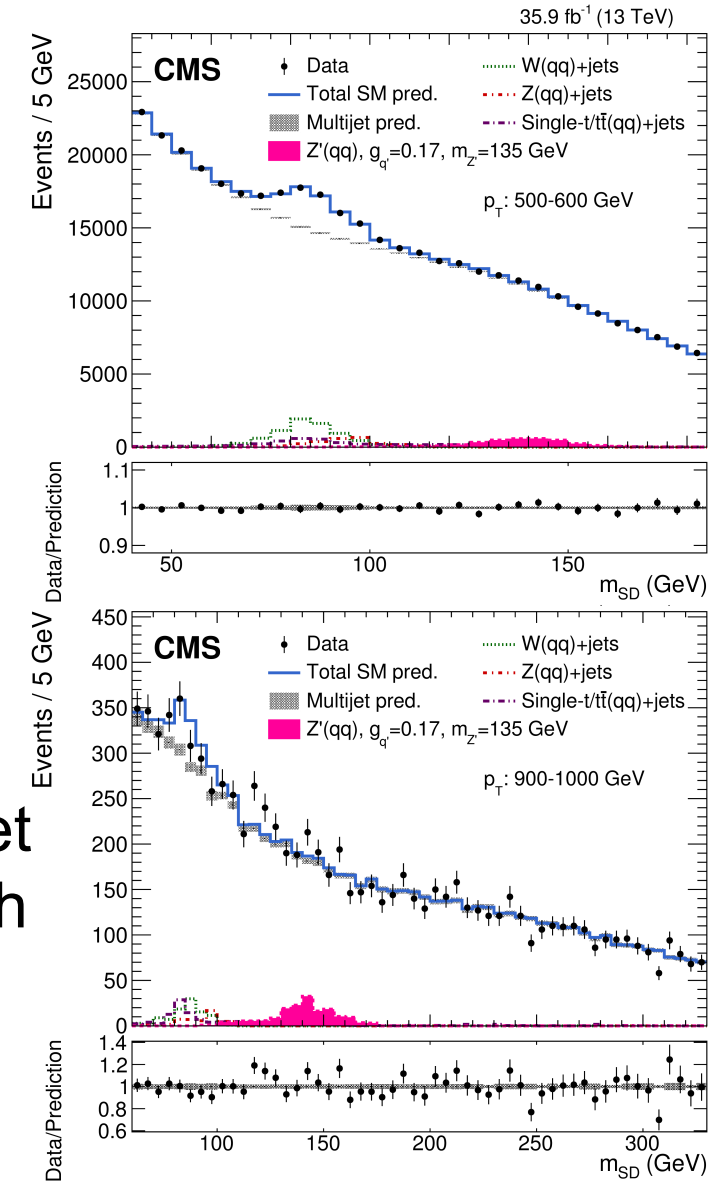 35.9 fb⁻¹ (13 TeV)
Events / 5 GeV
CMS
Data
Total SM pred.
Multijet pred.
Z'(qq), g_q'=0.17, m_Z'=135 GeV
W(qq)+jets
Z(qq)+jets
Single-t/tt̄(qq)+jets
p_T: 500-600 GeV
25000
20000
15000
10000
5000
0
Data/Prediction
1.1
1
0.9
50 100 150
m_SD (GeV)
Events / 5 GeV
CMS
Data
Total SM pred.
Multijet pred.
Z'(qq), g_q'=0.17, m_Z'=135 GeV
W(qq)+jets
Z(qq)+jets
Single-t/tt̄(qq)+jets
p_T: 900-1000 GeV
450
400
350
300
250
200
150
100
50
0
et
h
Data/Prediction
1.4
1.2
1
0.8
0.6
100 150 200 250 300
m_SD (GeV)